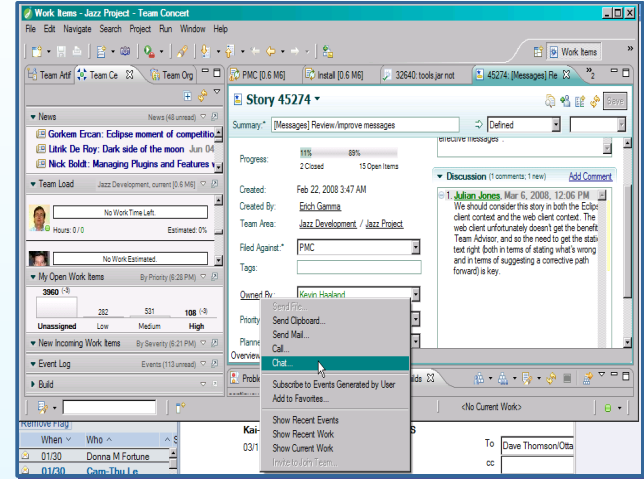 Work Items - Jazz Project - Team Concert
File Edit Navigate Search Project Run Window Help
Work Items
Team Artif
Team Ce
Team Org
PMC [0.6 M6]
Install [0.6 M6]
32640: tools.jar not
45274: [Messages] Re
2
News
News (48 unread)
Gorkem Ercan: Eclipse moment of competitio
Litrik De Roy: Dark side of the moon Jun 04
Nick Boldt: Managing Plugins and Features v
Team Load
Jazz Development, current [0.6 M6]
No Work Time Left.
Hours: 0 / 0
Estimated: 0%
No Work Estimated.
My Open Work Items
By Priority (6:28 PM)
3960 (-3)
282
531
108 (-3)
Unassigned
Low
Medium
High
New Incoming Work Items
By Severity (6:21 PM)
Event Log
Events (113 unread)
Build
Story 45274
Save
Summary:* [Messages] Review/improve messages
Defined
Progress:
11%
89%
2 Closed
15 Open Items
Created: Feb 22, 2008 3:47 AM
Created By: Erich Gamma
Team Area: Jazz Development / Jazz Project
Filed Against:* PMC
Tags:
Owned By: Kevin Haaland
Priority
Planne
Overview
effective messages".
Discussion (1 comments; 1 new)
Add Comment
1. Julian Jones, Mar 6, 2008, 12:06 PM
We should consider this story in both the Eclips
client context and the web client context. The
web client unfortunately doesn't get the benefit
Team Advisor, and so the need to get the static
text right (both in terms of stating what's wrong
and in terms of suggesting a corrective path
forward) is key.
Send File...
Send Clipboard...
Send Mail...
Call...
Chat...
Subscribe to Events Generated by User
Add to Favorites...
Show Recent Events
Show Recent Work
Show Current Work
Invite to Join Team...
Proble
ilds
<No Current Work>
Remove Flag
When
Who
S
01/30 Donna M Fortune
01/30 Cam-Thu Le
Kai-
S
03/1
To Dave Thomson/Otta
cc